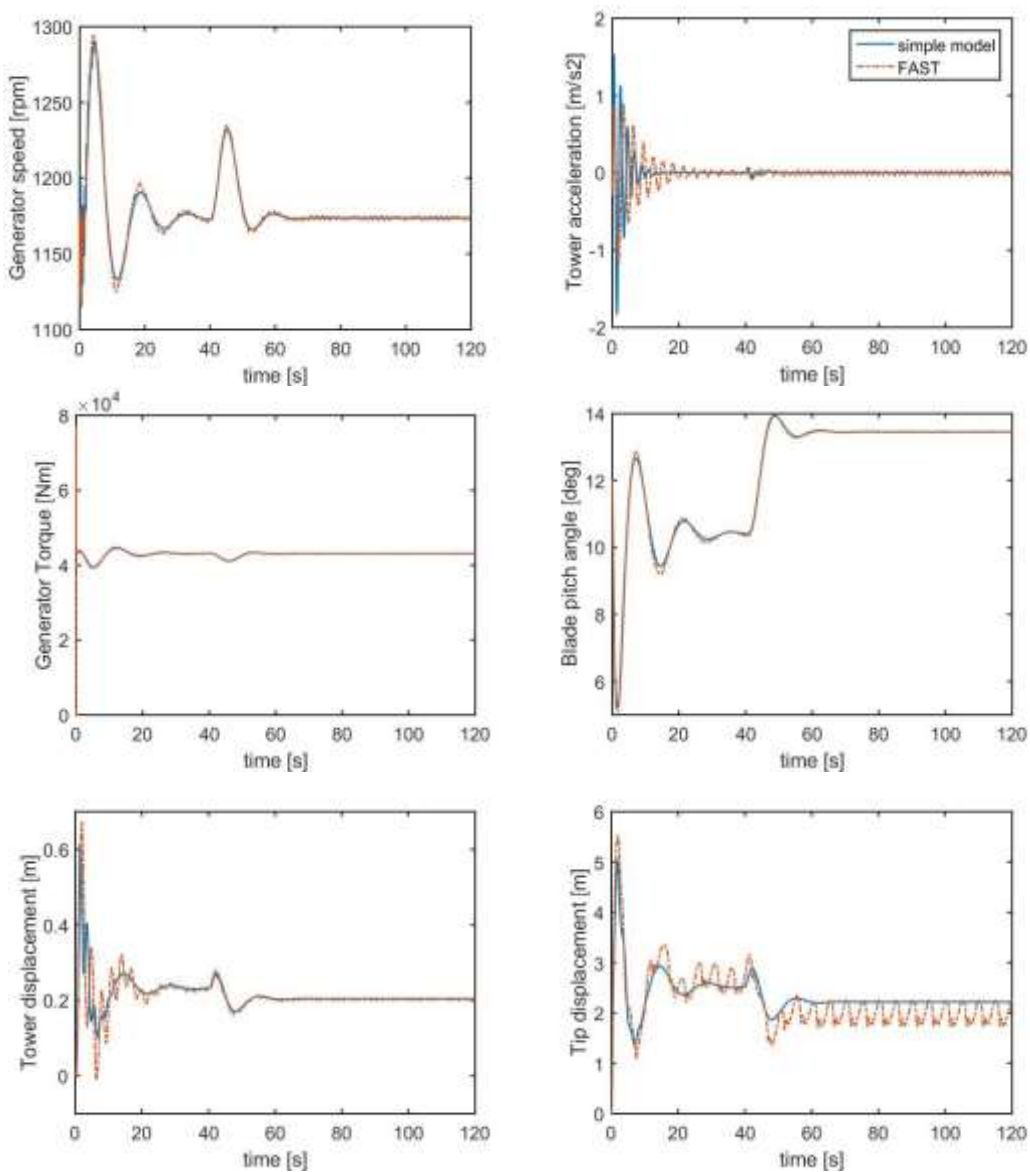 1300
1250
1200
1150
1100
Generator speed [rpm]
0 20 40 60 80 100 120
time [s]
2
1
0
-1
-2
Tower acceleration [m/s2]
simple model
FAST
0 20 40 60 80 100 120
time [s]
× 10^4
8
6
4
2
0
Generator Torque [Nm]
0 20 40 60 80 100 120
time [s]
14
12
10
8
6
Blade pitch angle [deg]
0 20 40 60 80 100 120
time [s]
0.6
0.4
0.2
0
Tower displacement [m]
0 20 40 60 80 100 120
time [s]
6
5
4
3
2
1
0
Tip displacement [m]
0 20 40 60 80 100 120
time [s]